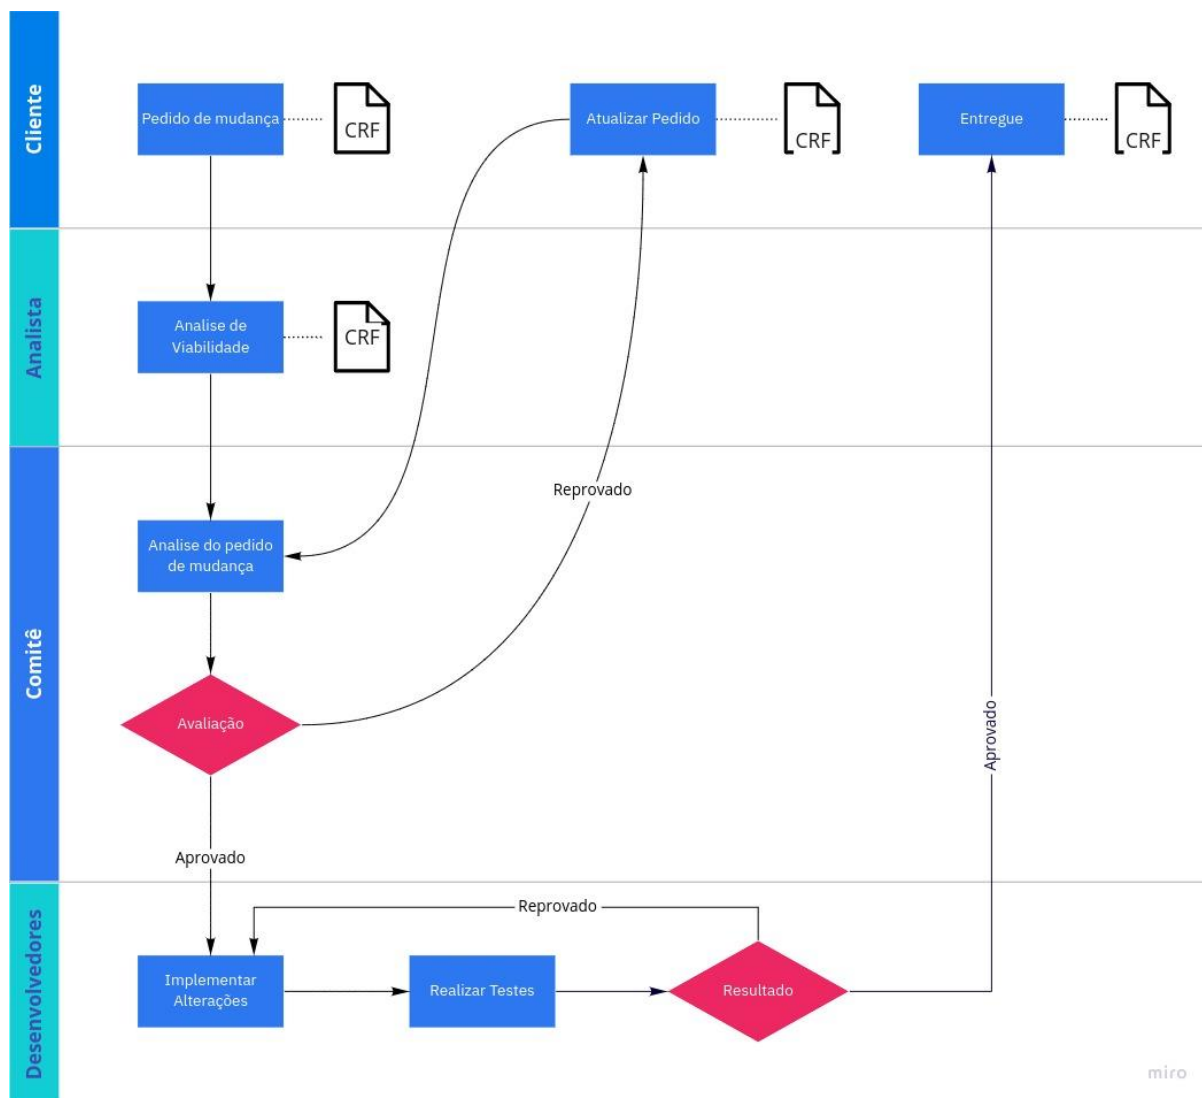 Cliente
Pedido de mudança
CRF
Atualizar Pedido
CRF
Entregue
CRF
Analista
Analise de
Viabilidade
CRF
Comitê
Reprovado
Analise do pedido
de mudança
Avaliação
Aprovado
Aprovado
Desenvolvedores
Reprovado
Implementar
Alterações
Realizar Testes
Resultado
miro